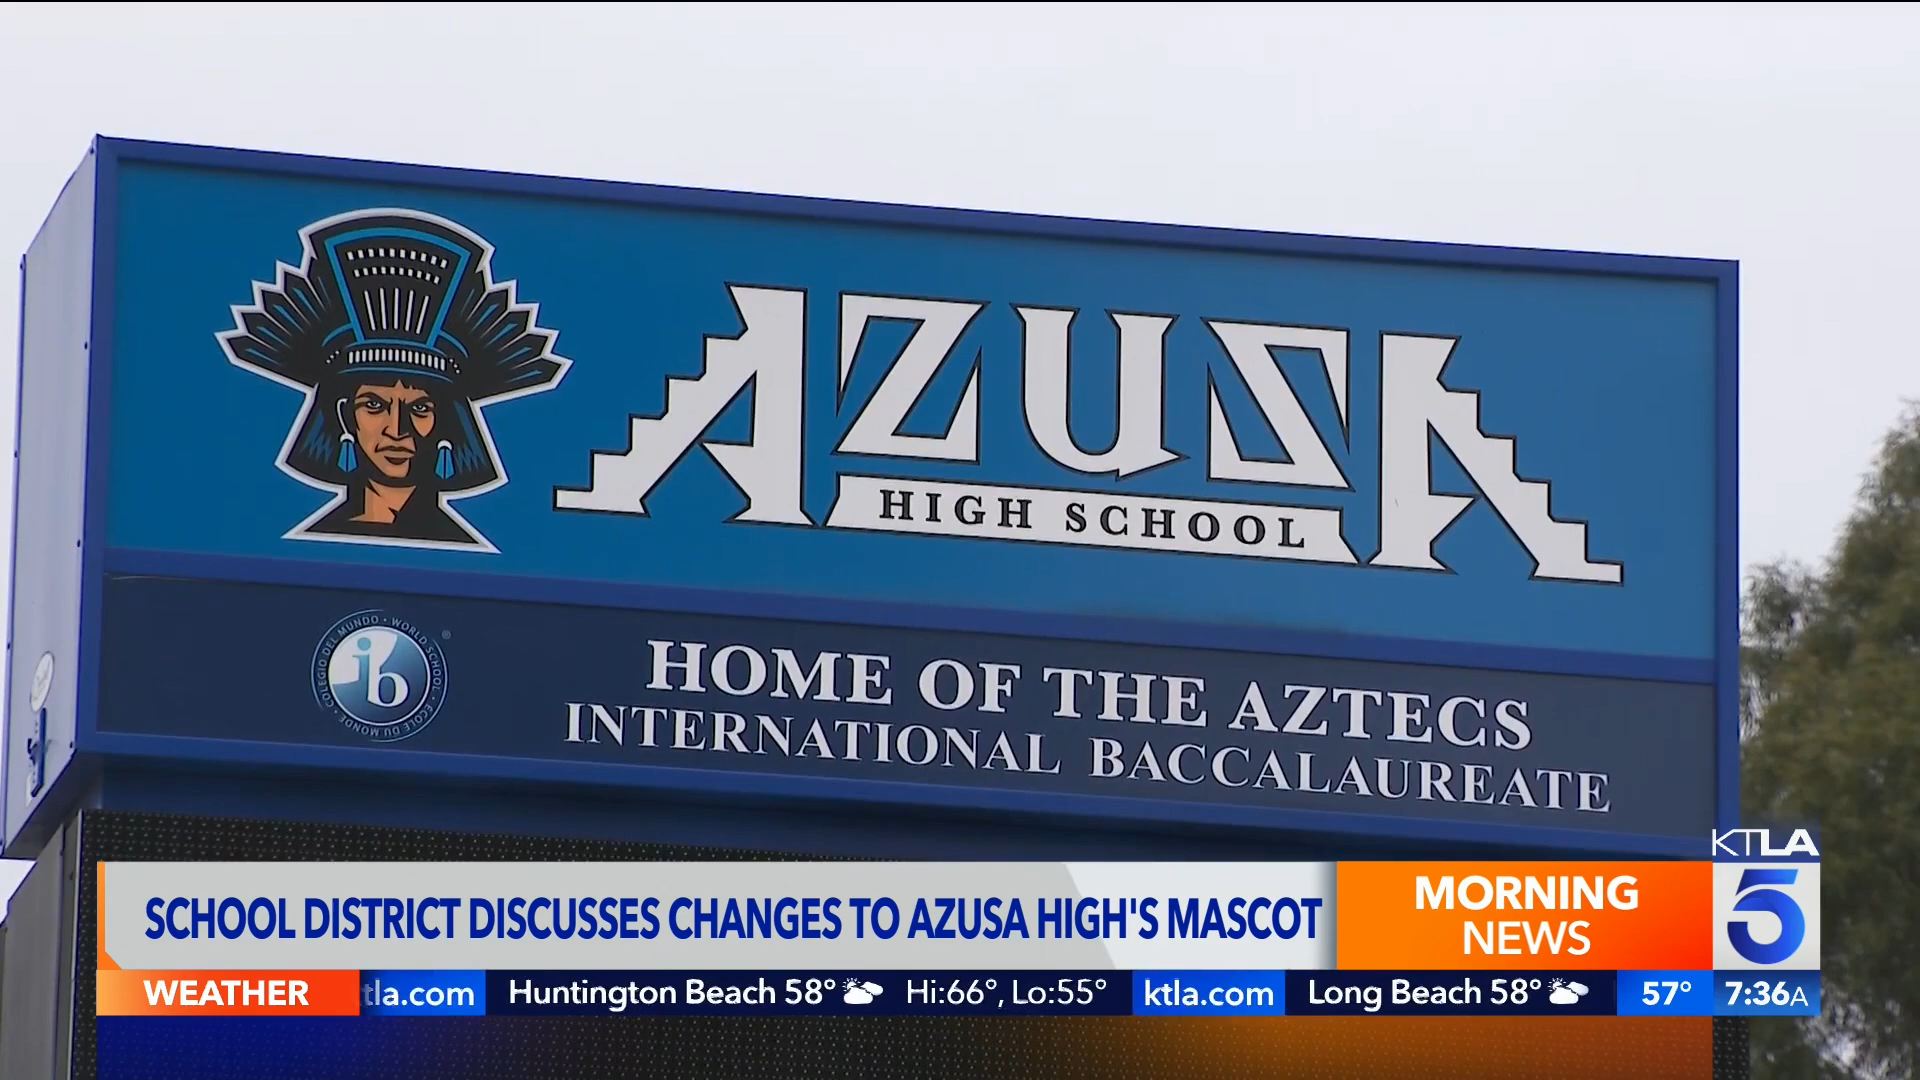 AZUSA
HIGH SCHOOL
COLEGIO DEL MUNDO · WORLD SCHOOL · ÉCOLE DU MONDE ·
ib
®
HOME OF THE AZTECS
INTERNATIONAL BACCALAUREATE
KTLA
5
SCHOOL DISTRICT DISCUSSES CHANGES TO AZUSA HIGH'S MASCOT
MORNING
NEWS
WEATHER
tla.com Huntington Beach 58° Hi:66°, Lo:55° ktla.com Long Beach 58° 57° 7:36A